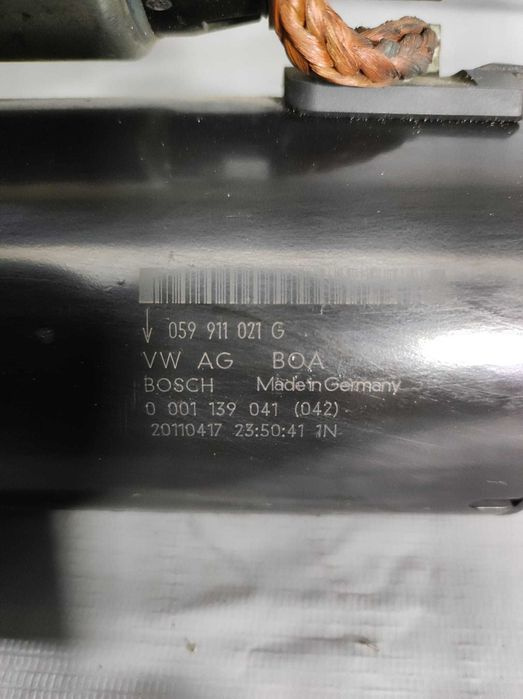 ↓ 059 911 021 G
VW AG BOA
BOSCH Made in Germany
0 001 139 041 (042)
20110417 23:50:41 1N